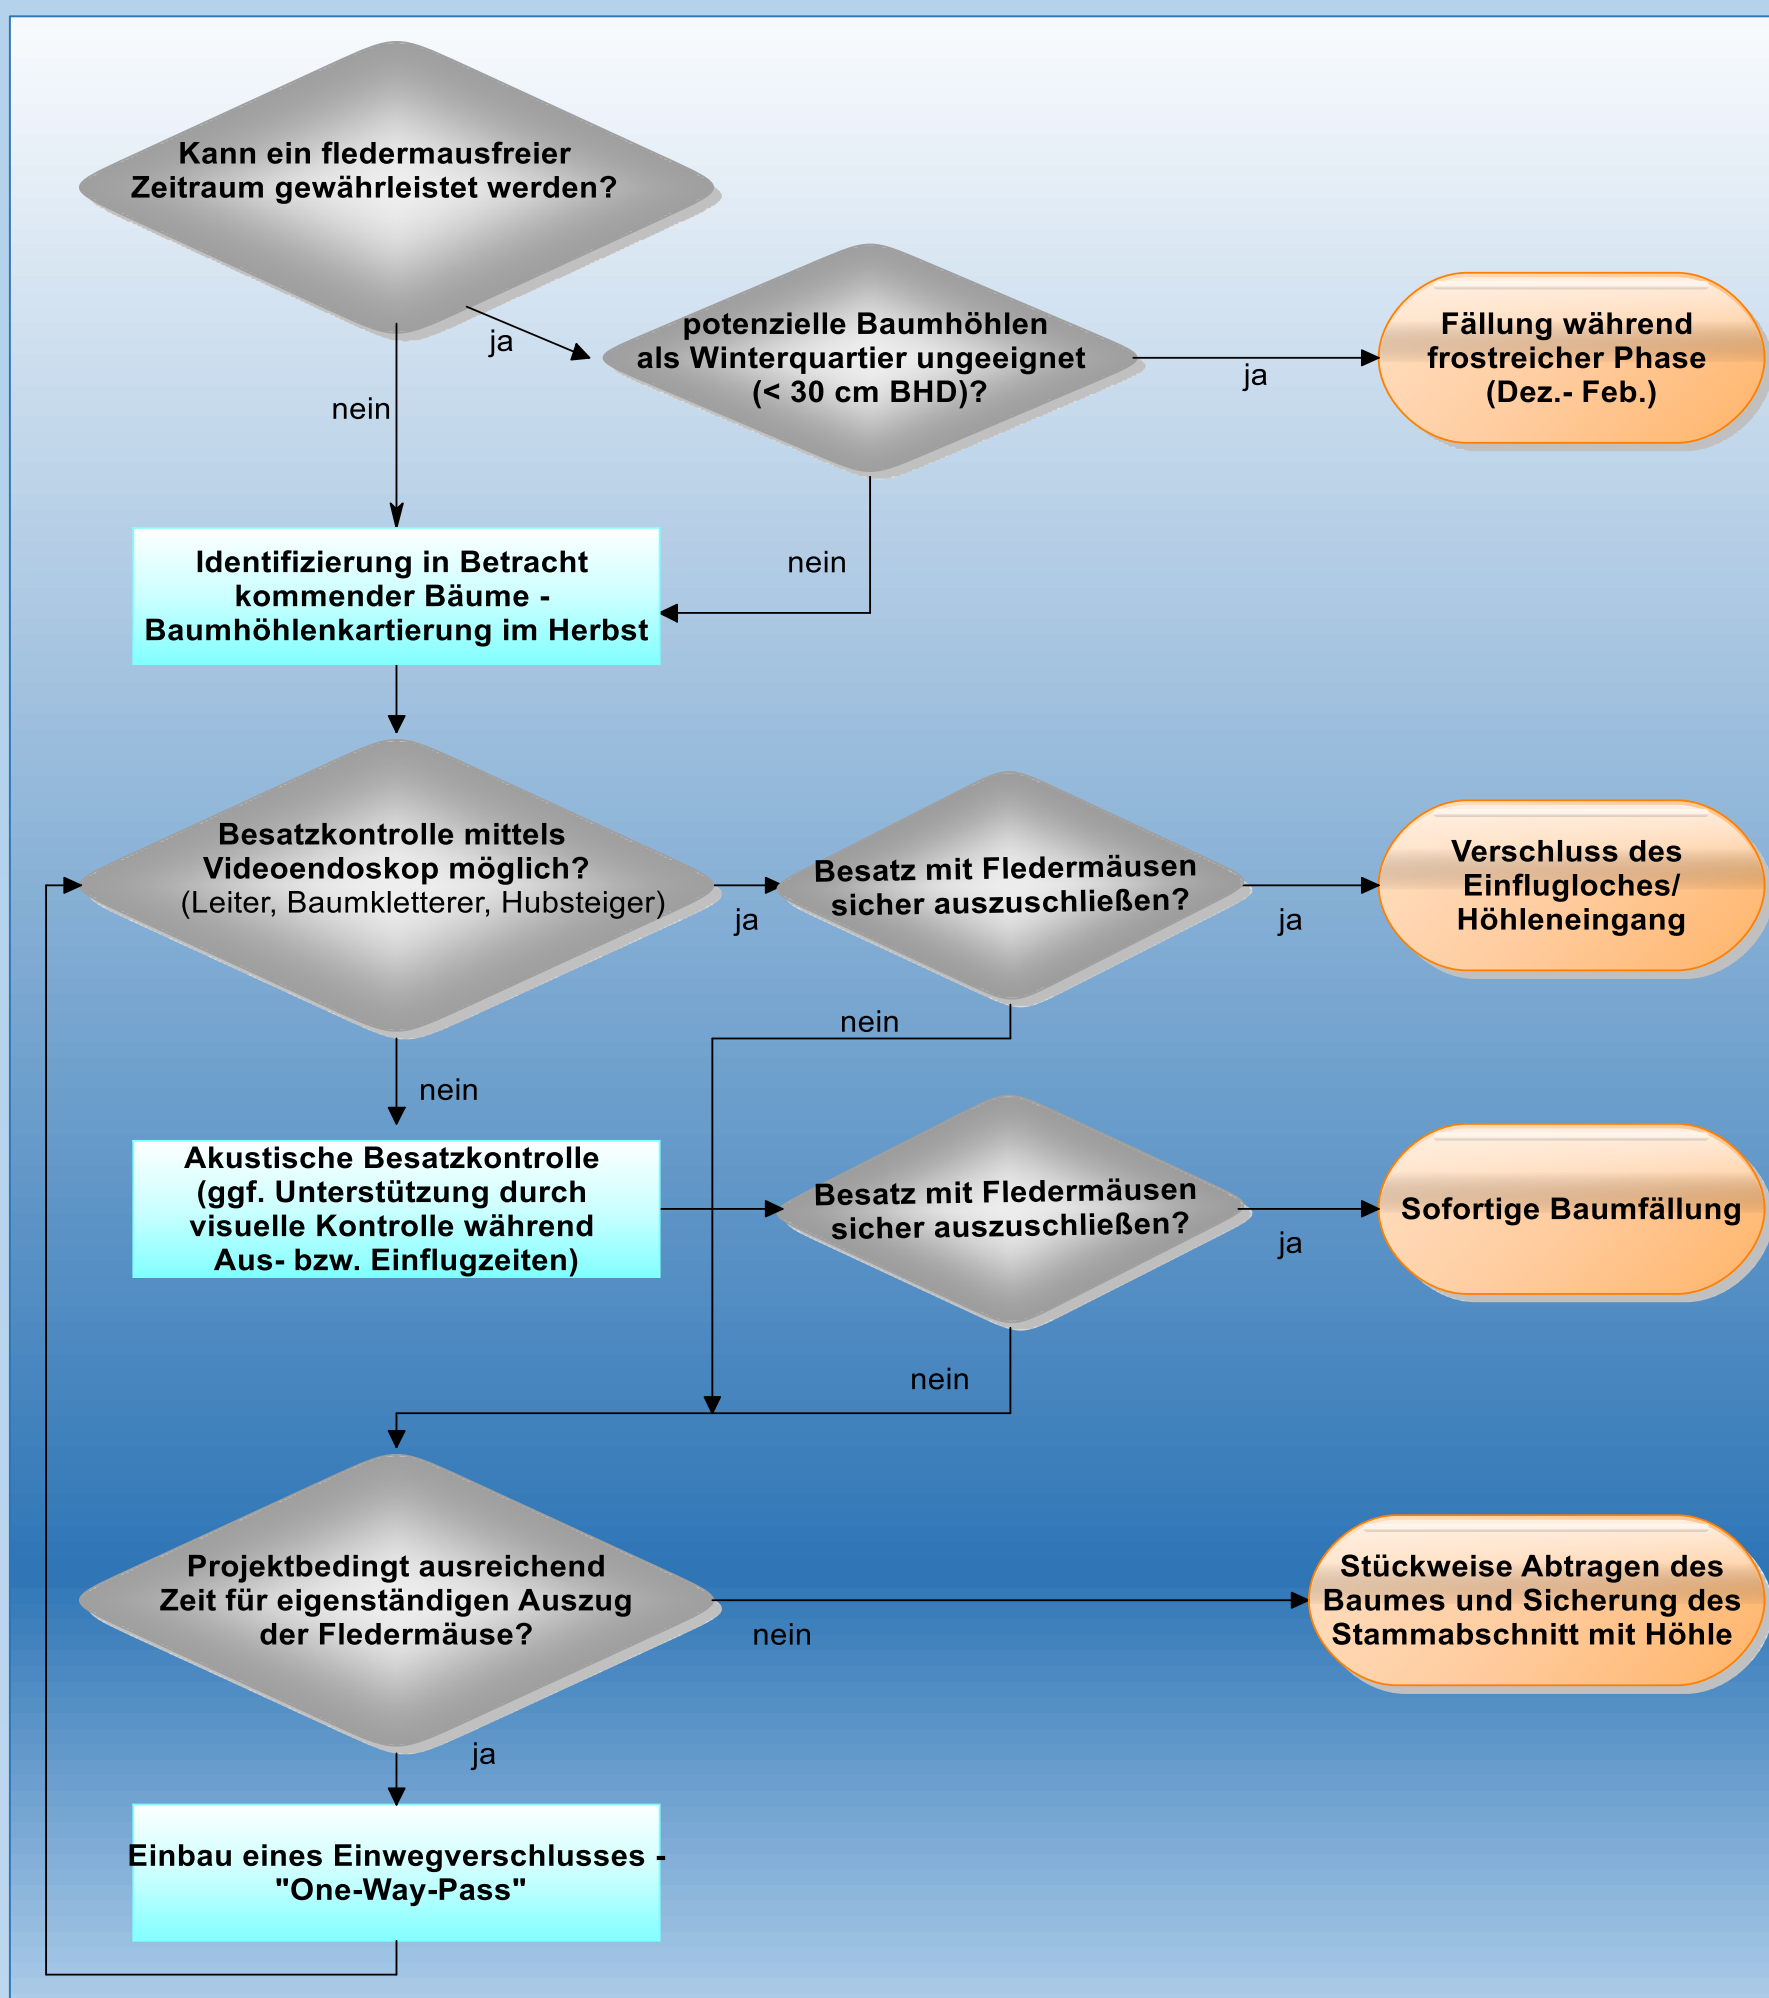 Kann ein fledermausfreier
Zeitraum gewährleistet werden?
ja
nein
potenzielle Baumhöhlen
als Winterquartier ungeeignet
(< 30 cm BHD)?
ja
nein
Fällung während
frostreicher Phase
(Dez.- Feb.)
Identifizierung in Betracht
kommender Bäume -
Baumhöhlenkartierung im Herbst
Besatzkontrolle mittels
Videoendoskop möglich?
(Leiter, Baumkletterer, Hubsteiger)
ja
nein
Besatz mit Fledermäusen
sicher auszuschließen?
ja
nein
Verschluss des
Einflugloches/
Höhleneingang
Akustische Besatzkontrolle
(ggf. Unterstützung durch
visuelle Kontrolle während
Aus- bzw. Einflugzeiten)
Besatz mit Fledermäusen
sicher auszuschließen?
ja
nein
Sofortige Baumfällung
Projektbedingt ausreichend
Zeit für eigenständigen Auszug
der Fledermäuse?
nein
ja
Stückweise Abtragen des
Baumes und Sicherung des
Stammabschnitt mit Höhle
Einbau eines Einwegverschlusses -
"One-Way-Pass"